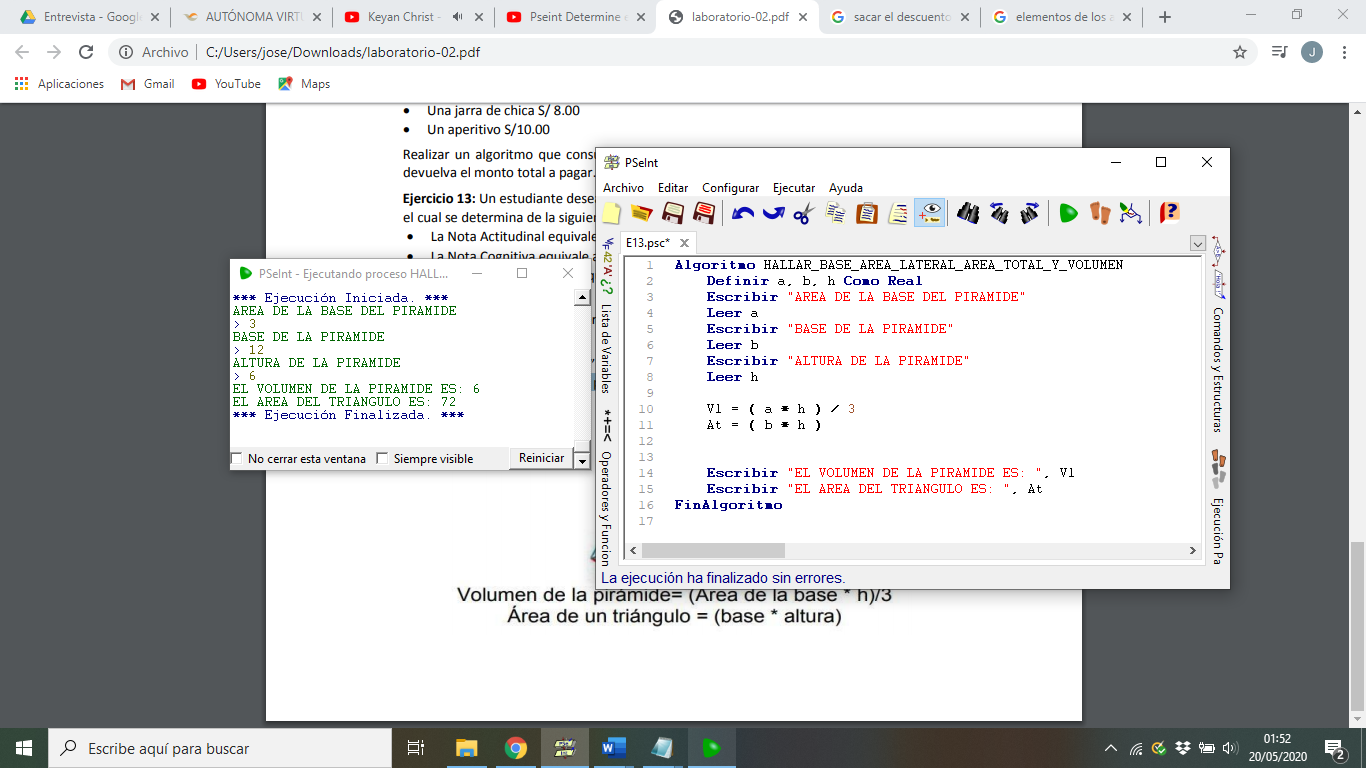 Entrevista - Googl
AUTÓNOMA VIRTU
Keyan Christ -
Pseint Determine e
laboratorio-02.pdf
sacar el descuento
elementos de los a
Archivo
C:/Users/jose/Downloads/laboratorio-02.pdf
J
Aplicaciones
Gmail
YouTube
Maps
• Una jarra de chica S/ 8.00
• Un aperitivo S/10.00
Realizar un algoritmo que cons
devuelva el monto total a pagar.
Ejercicio 13: Un estudiante dese
el cual se determina de la siguien
• La Nota Actitudinal equivale
• La Nota Cognitiva equivale a
PSeInt - Ejecutando proceso HALL...
*** Ejecución Iniciada. ***
AREA DE LA BASE DEL PIRAMIDE
> 3
BASE DE LA PIRAMIDE
> 12
ALTURA DE LA PIRAMIDE
> 6
EL VOLUMEN DE LA PIRAMIDE ES: 6
EL AREA DEL TRIANGULO ES: 72
*** Ejecución Finalizada. ***
No cerrar esta ventana
Siempre visible
Reiniciar
PSeInt
Archivo Editar Configurar Ejecutar Ayuda
E13.psc*
Lista de Variables
*+=<
Operadores y Funcion
1 Algoritmo HALLAR_BASE_AREA_LATERAL_AREA_TOTAL_Y_VOLUMEN
2 Definir a, b, h Como Real
3 Escribir "AREA DE LA BASE DEL PIRAMIDE"
4 Leer a
5 Escribir "BASE DE LA PIRAMIDE"
6 Leer b
7 Escribir "ALTURA DE LA PIRAMIDE"
8 Leer h
9
10 Vl = ( a * h ) / 3
11 At = ( b * h )
12
13
14 Escribir "EL VOLUMEN DE LA PIRAMIDE ES: ", Vl
15 Escribir "EL AREA DEL TRIANGULO ES: ", At
16 FinAlgoritmo
17
Comandos y Estructuras
Ejecución Pa
La ejecución ha finalizado sin errores.
Volumen de la pirámide= (Área de la base * h)/3
Área de un triángulo = (base * altura)
Escribe aquí para buscar
01:52
20/05/2020
2